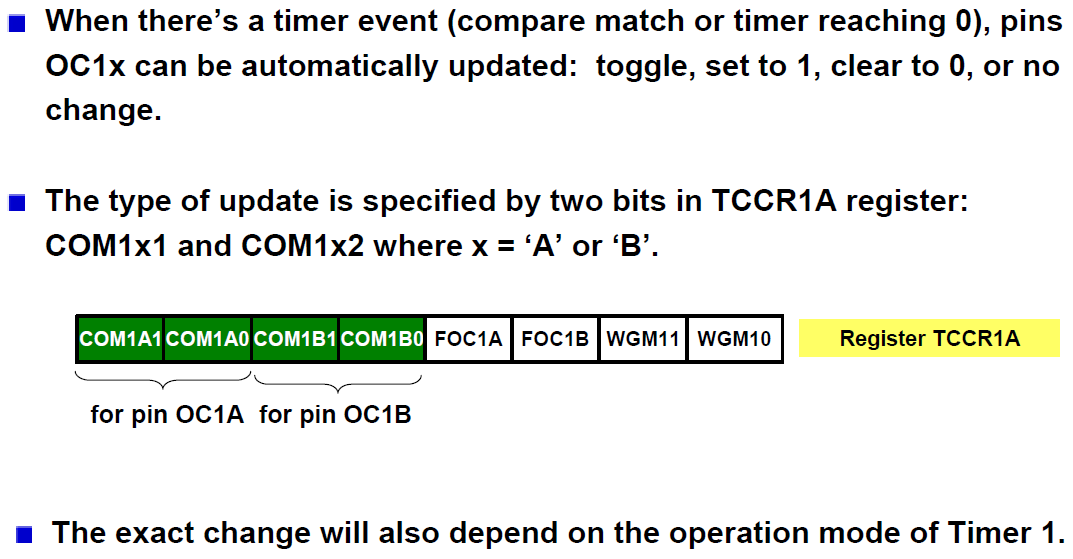 When there’s a timer event (compare match or timer reaching 0), pins
OC1x can be automatically updated:  toggle, set to 1, clear to 0, or no
change.
The type of update is specified by two bits in TCCR1A register:
COM1x1 and COM1x2 where x = ‘A’ or ‘B’.
COM1A1 COM1A0 COM1B1 COM1B0 FOC1A FOC1B WGM11 WGM10 Register TCCR1A
for pin OC1A for pin OC1B
The exact change will also depend on the operation mode of Timer 1.